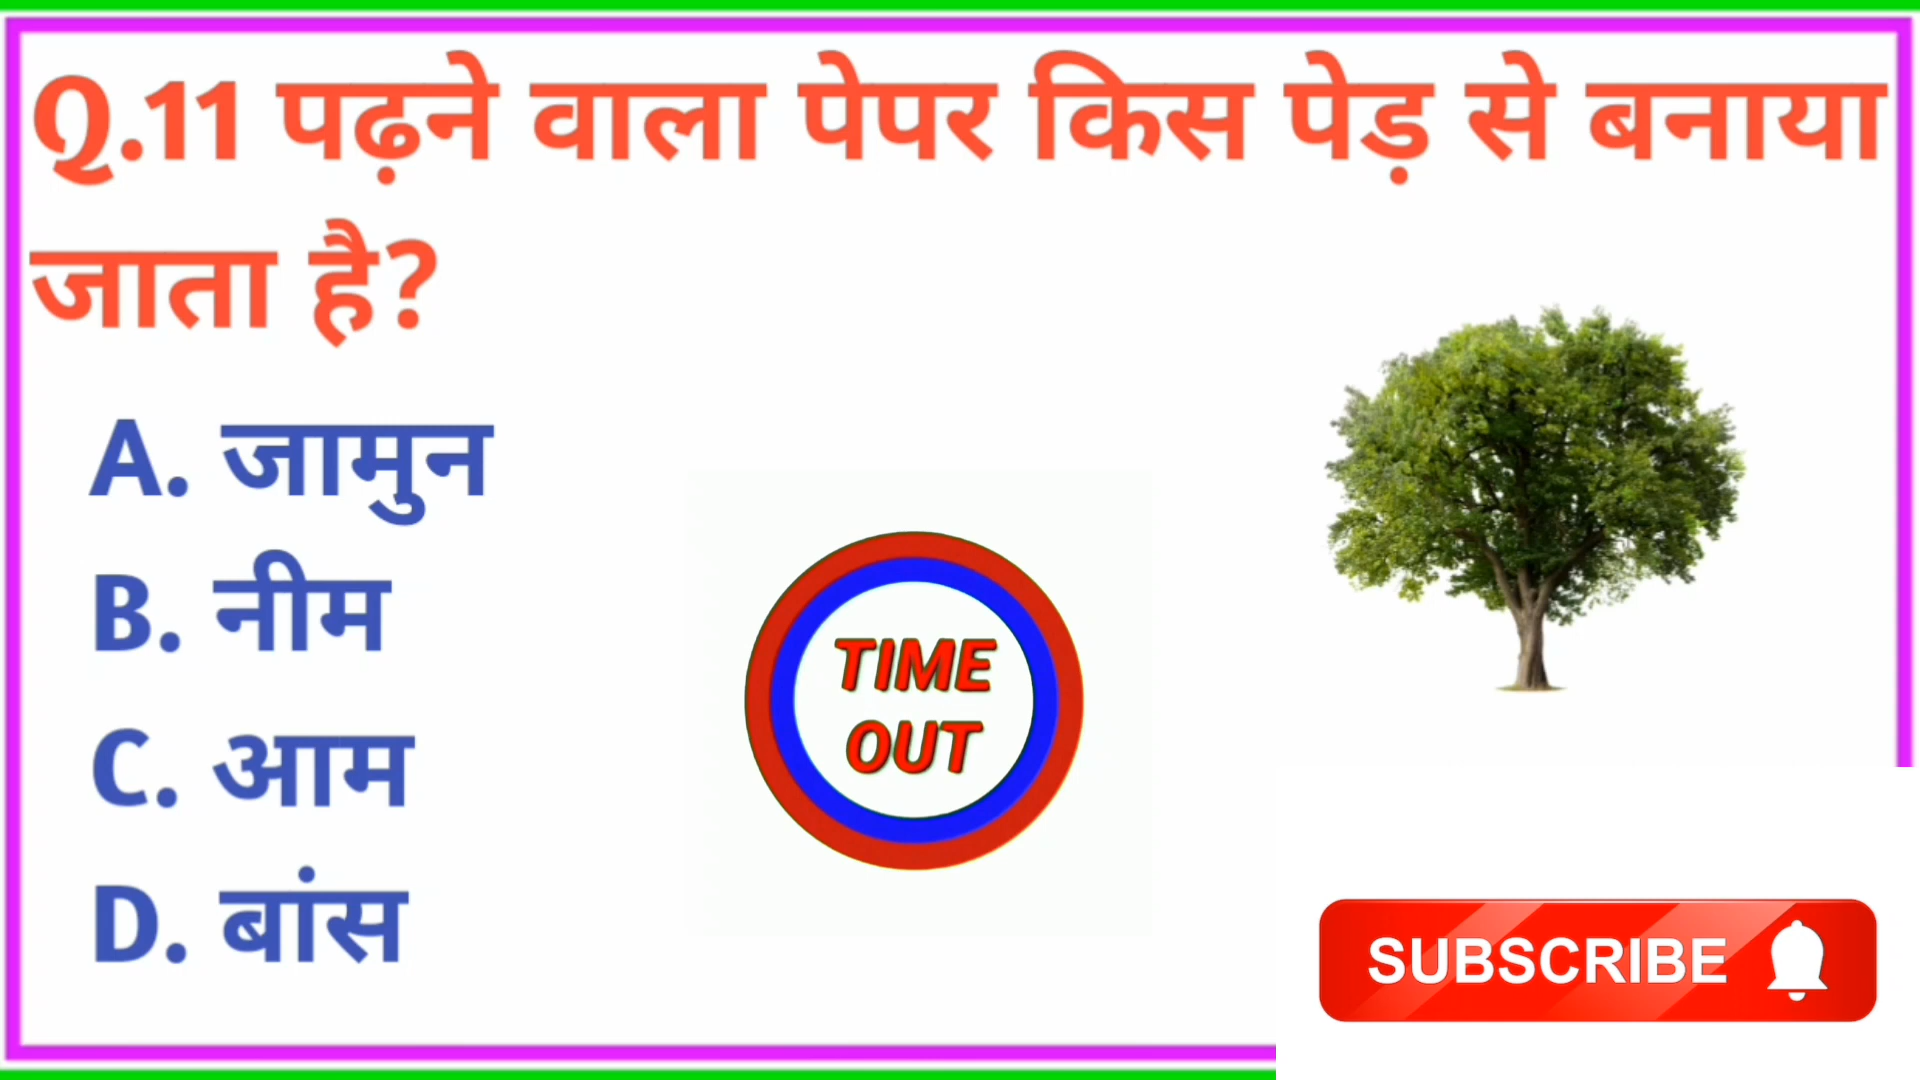 Q.11 पढ़ने वाला पेपर किस पेड़ से बनाया
जाता है?
A. जामुन
B. नीम
C. आम
D. बांस
TIME
OUT
SUBSCRIBE